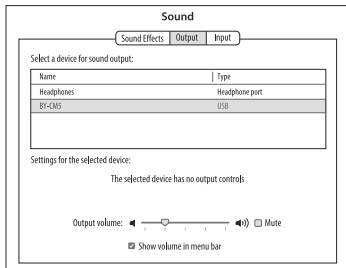 Sound
Sound Effects Output Input
Select a device for sound output:
Name Type
Headphones Headphone port
BY-CM5 USB
Settings for the selected device:
The selected device has no output controls
Output volume: Mute
Show volume in menu bar